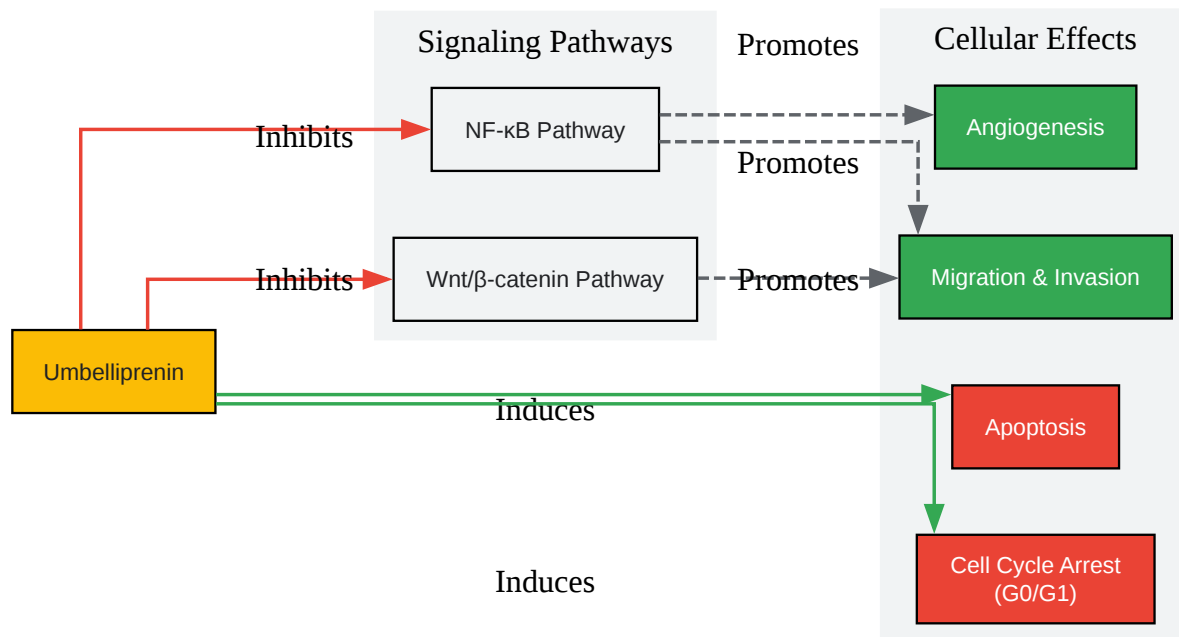 Signaling Pathways
Promotes
Cellular Effects
Inhibits
NF-κB Pathway
Angiogenesis
Promotes
Inhibits
Wnt/β-catenin Pathway
Promotes
Migration & Invasion
Umbelliprenin
Induces
Apoptosis
Induces
Cell Cycle Arrest
(G0/G1)